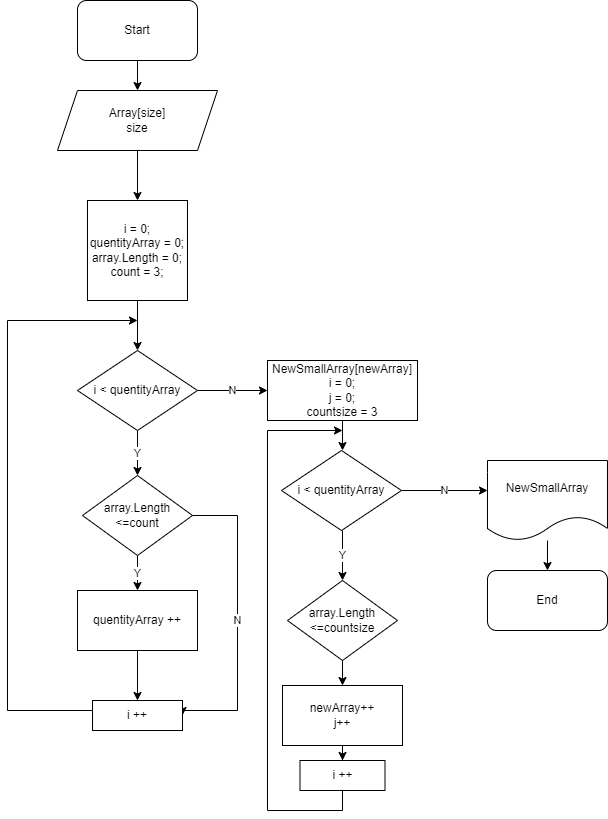 Start
Array[size]
size
i = 0;
quentityArray = 0;
array.Length = 0;
count = 3;
i < quentityArray
N
NewSmallArray[newArray]
i = 0;
j = 0;
countsize = 3
Y
array.Length
<=count
Y
quentityArray ++
N
i ++
i < quentityArray
N
NewSmallArray
End
Y
array.Length
<=countsize
newArray++
j++
i ++